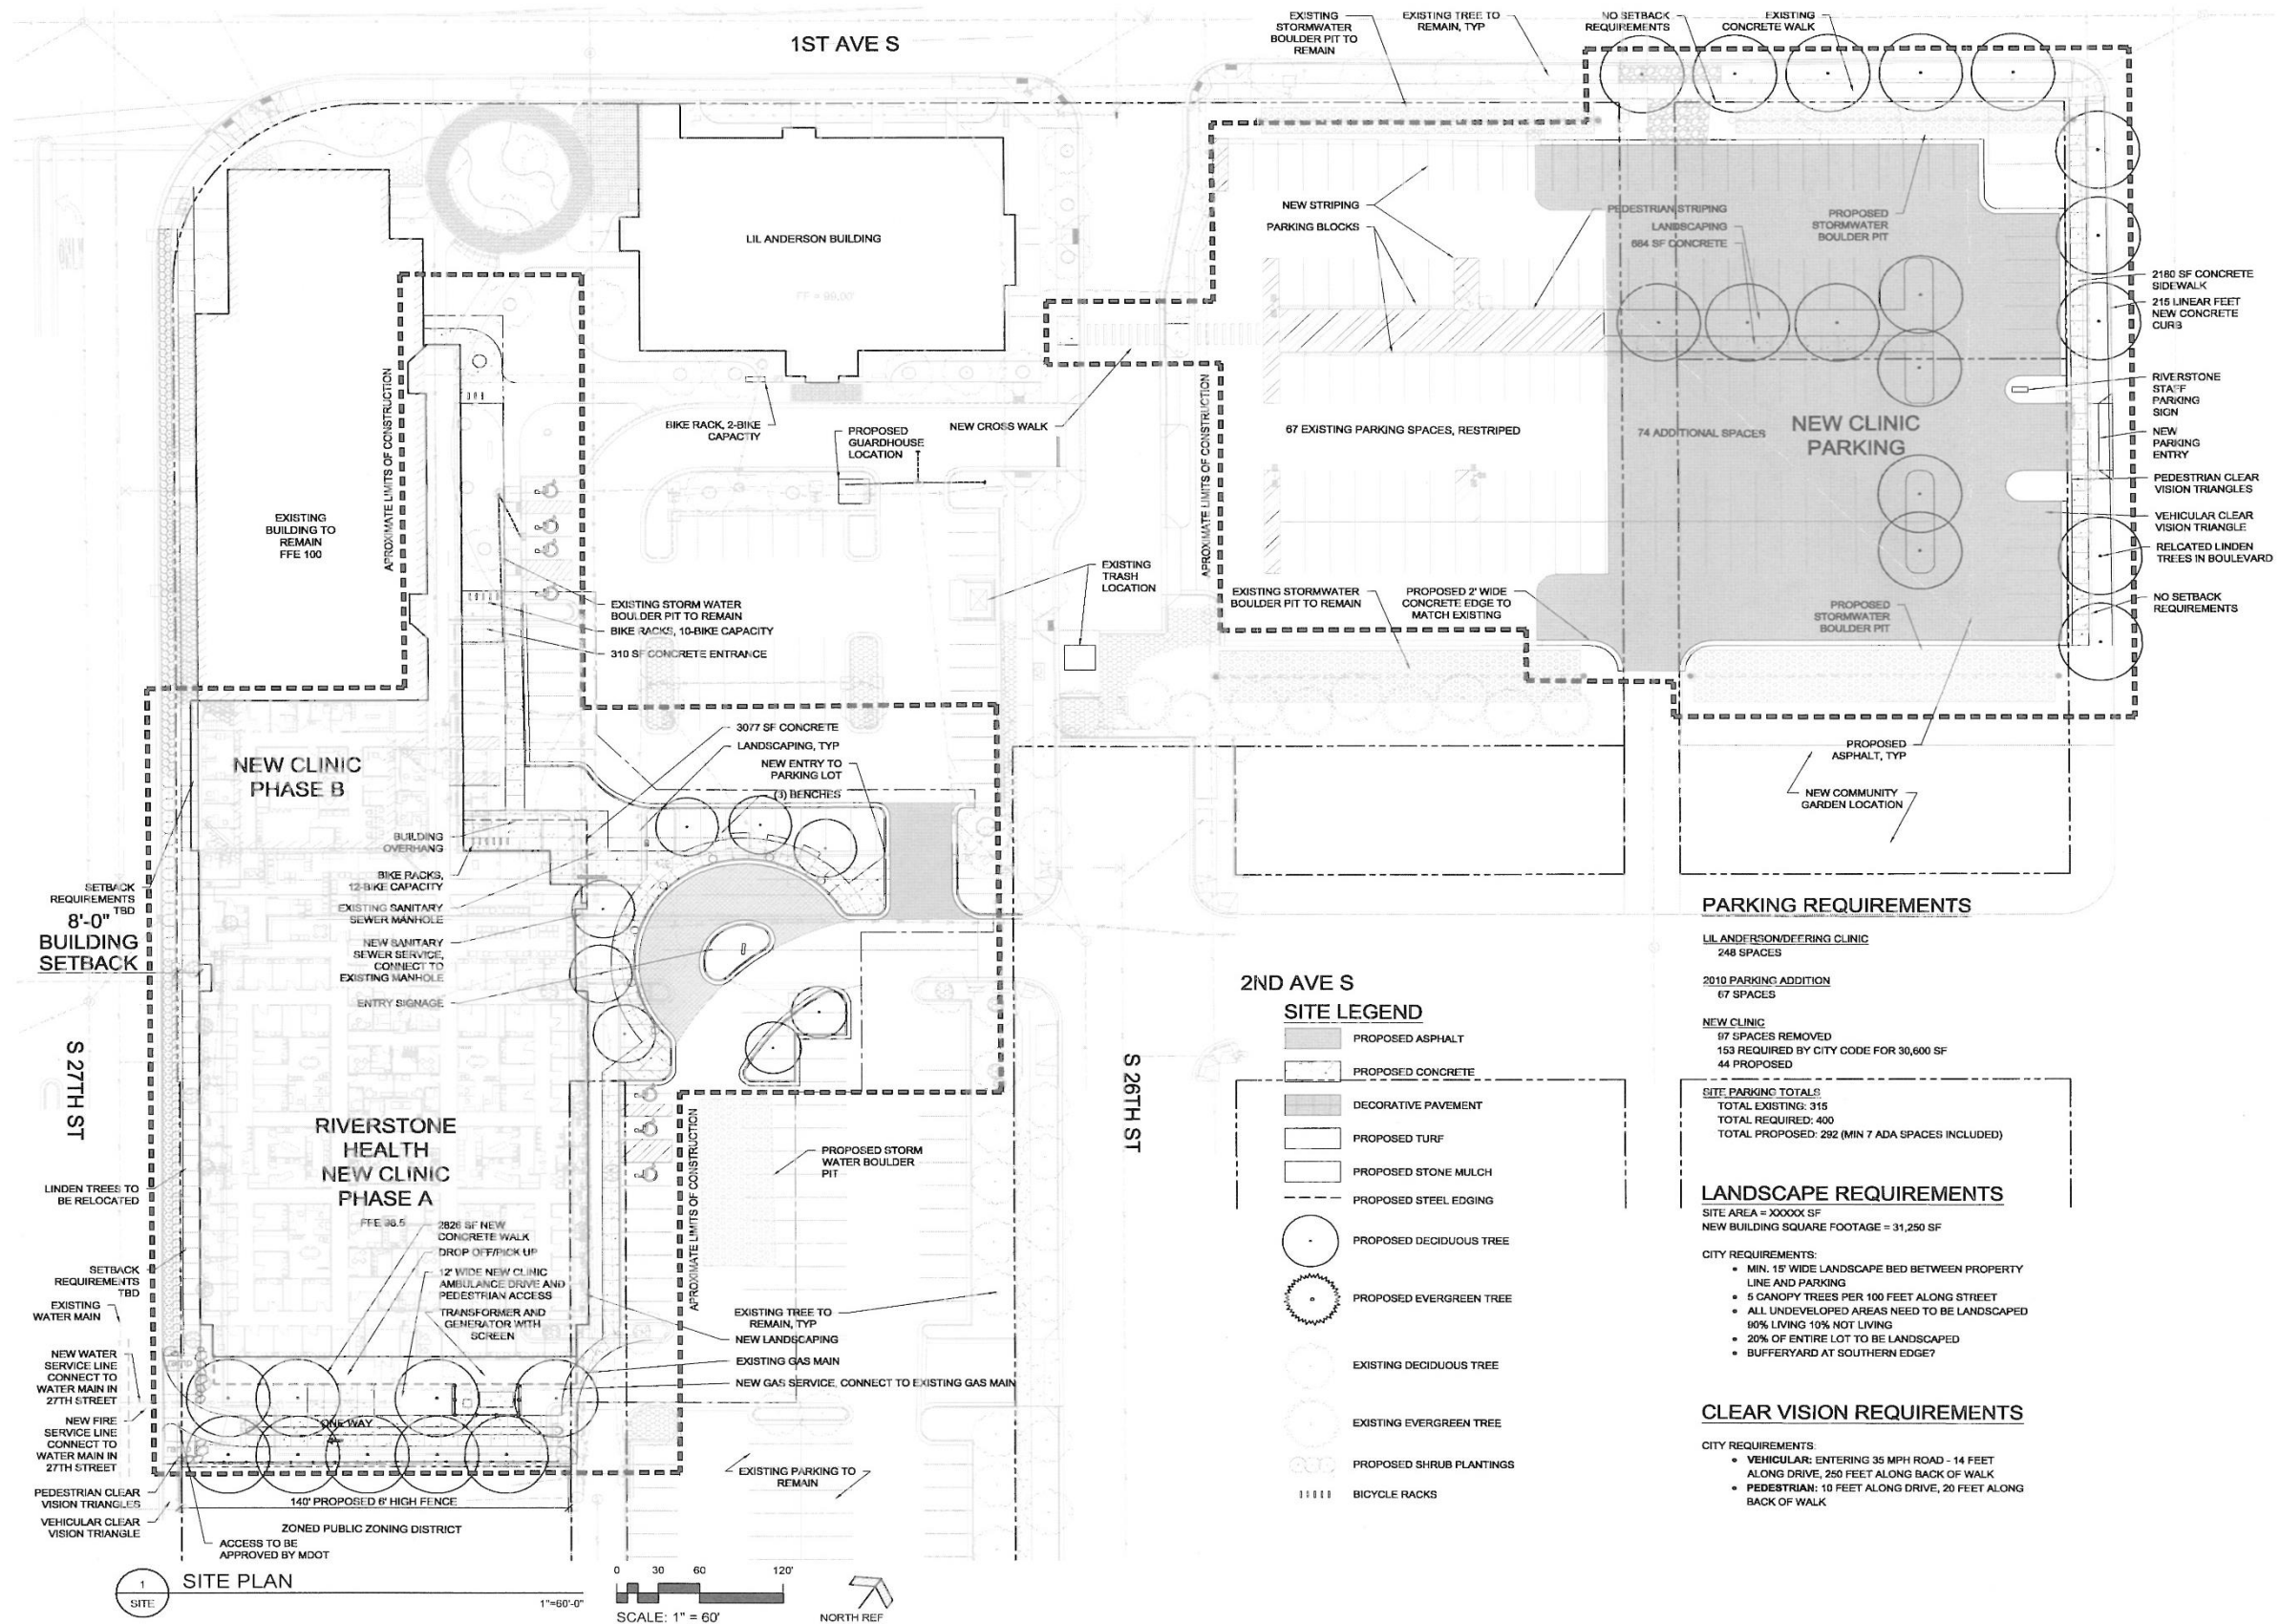 1ST AVE S
EXISTING
STORMWATER
BOULDER PIT TO
REMAIN
EXISTING TREE TO
REMAIN, TYP
NO SETBACK
REQUIREMENTS
EXISTING
CONCRETE WALK
LIL ANDERSON BUILDING
FF = 99.00'
NEW STRIPING
PARKING BLOCKS
PEDESTRIAN STRIPING
LANDSCAPING
684 SF CONCRETE
PROPOSED
STORMWATER
BOULDER PIT
2180 SF CONCRETE
SIDEWALK
215 LINEAR FEET
NEW CONCRETE
CURB
RIVERSTONE
STAFF
PARKING
SIGN
NEW
PARKING
ENTRY
PEDESTRIAN CLEAR
VISION TRIANGLES
VEHICULAR CLEAR
VISION TRIANGLE
RELCATED LINDEN
TREES IN BOULEVARD
NO SETBACK
REQUIREMENTS
APROXIMATE LIMITS OF CONSTRUCTION
BIKE RACK, 2-BIKE
CAPACTIY
PROPOSED
GUARDHOUSE
LOCATION
NEW CROSS WALK
APROXIMATE LIMITS OF CONSTRUCTION
67 EXISTING PARKING SPACES, RESTRIPED
74 ADDITIONAL SPACES
NEW CLINIC
PARKING
EXISTING
BUILDING TO
REMAIN
FFE 100
EXISTING STORM WATER
BOULDER PIT TO REMAIN
BIKE RACKS, 10-BIKE CAPACITY
310 SF CONCRETE ENTRANCE
EXISTING
TRASH
LOCATION
EXISTING STORMWATER
BOULDER PIT TO REMAIN
PROPOSED 2' WIDE
CONCRETE EDGE TO
MATCH EXISTING
PROPOSED
STORMWATER
BOULDER PIT
PROPOSED
ASPHALT, TYP
NEW COMMUNITY
GARDEN LOCATION
NEW CLINIC
PHASE B
3077 SF CONCRETE
LANDSCAPING, TYP
NEW ENTRY TO
PARKING LOT
(3) BENCHES
BUILDING
OVERHANG
BIKE RACKS,
12-BIKE CAPACITY
EXISTING SANITARY
SEWER MANHOLE
NEW SANITARY
SEWER SERVICE,
CONNECT TO
EXISTING MANHOLE
ENTRY SIGNAGE
SETBACK
REQUIREMENTS
TBD
8'-0"
BUILDING
SETBACK
S 27TH ST
RIVERSTONE
HEALTH
NEW CLINIC
PHASE A
FFE 98.5
2826 SF NEW
CONCRETE WALK
DROP OFF/PICK UP
12' WIDE NEW CLINIC
AMBULANCE DRIVE AND
PEDESTRIAN ACCESS
TRANSFORMER AND
GENERATOR WITH
SCREEN
ONE WAY
LINDEN TREES TO
BE RELOCATED
SETBACK
REQUIREMENTS
TBD
EXISTING
WATER MAIN
NEW WATER
SERVICE LINE
CONNECT TO
WATER MAIN IN
27TH STREET
NEW FIRE
SERVICE LINE
CONNECT TO
WATER MAIN IN
27TH STREET
PEDESTRIAN CLEAR
VISION TRIANGLES
VEHICULAR CLEAR
VISION TRIANGLE
140' PROPOSED 6' HIGH FENCE
ZONED PUBLIC ZONING DISTRICT
ACCESS TO BE
APPROVED BY MDOT
APROXIMATE LIMITS OF CONSTRUCTION
PROPOSED STORM
WATER BOULDER
PIT
EXISTING TREE TO
REMAIN, TYP
NEW LANDSCAPING
EXISTING GAS MAIN
NEW GAS SERVICE, CONNECT TO EXISTING GAS MAIN
EXISTING PARKING TO
REMAIN
S 26TH ST
2ND AVE S
SITE LEGEND
PROPOSED ASPHALT
PROPOSED CONCRETE
DECORATIVE PAVEMENT
PROPOSED TURF
PROPOSED STONE MULCH
PROPOSED STEEL EDGING
PROPOSED DECIDUOUS TREE
PROPOSED EVERGREEN TREE
EXISTING DECIDUOUS TREE
EXISTING EVERGREEN TREE
PROPOSED SHRUB PLANTINGS
BICYCLE RACKS
PARKING REQUIREMENTS
LIL ANDERSON/DEERING CLINIC
248 SPACES
2010 PARKING ADDITION
67 SPACES
NEW CLINIC
97 SPACES REMOVED
153 REQUIRED BY CITY CODE FOR 30,600 SF
44 PROPOSED
SITE PARKING TOTALS
TOTAL EXISTING: 315
TOTAL REQUIRED: 400
TOTAL PROPOSED: 292 (MIN 7 ADA SPACES INCLUDED)
LANDSCAPE REQUIREMENTS
SITE AREA = XXXXX SF
NEW BUILDING SQUARE FOOTAGE = 31,250 SF
CITY REQUIREMENTS:
• MIN. 15' WIDE LANDSCAPE BED BETWEEN PROPERTY
LINE AND PARKING
• 5 CANOPY TREES PER 100 FEET ALONG STREET
• ALL UNDEVELOPED AREAS NEED TO BE LANDSCAPED
90% LIVING 10% NOT LIVING
• 20% OF ENTIRE LOT TO BE LANDSCAPED
• BUFFERYARD AT SOUTHERN EDGE?
CLEAR VISION REQUIREMENTS
CITY REQUIREMENTS:
• VEHICULAR: ENTERING 35 MPH ROAD - 14 FEET
ALONG DRIVE, 250 FEET ALONG BACK OF WALK
• PEDESTRIAN: 10 FEET ALONG DRIVE, 20 FEET ALONG
BACK OF WALK
1
SITE
SITE PLAN
1"=60'-0"
0 30 60 120'
SCALE: 1" = 60'
NORTH REF